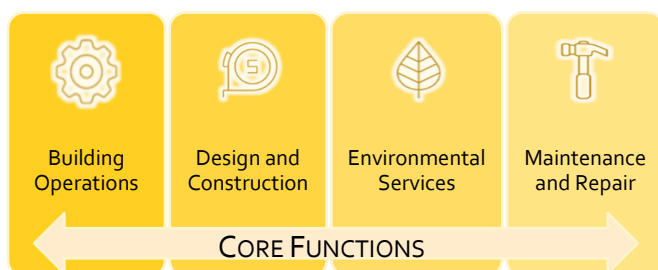 5
Building
Operations
Design and
Construction
Environmental
Services
Maintenance
and Repair
CORE FUNCTIONS